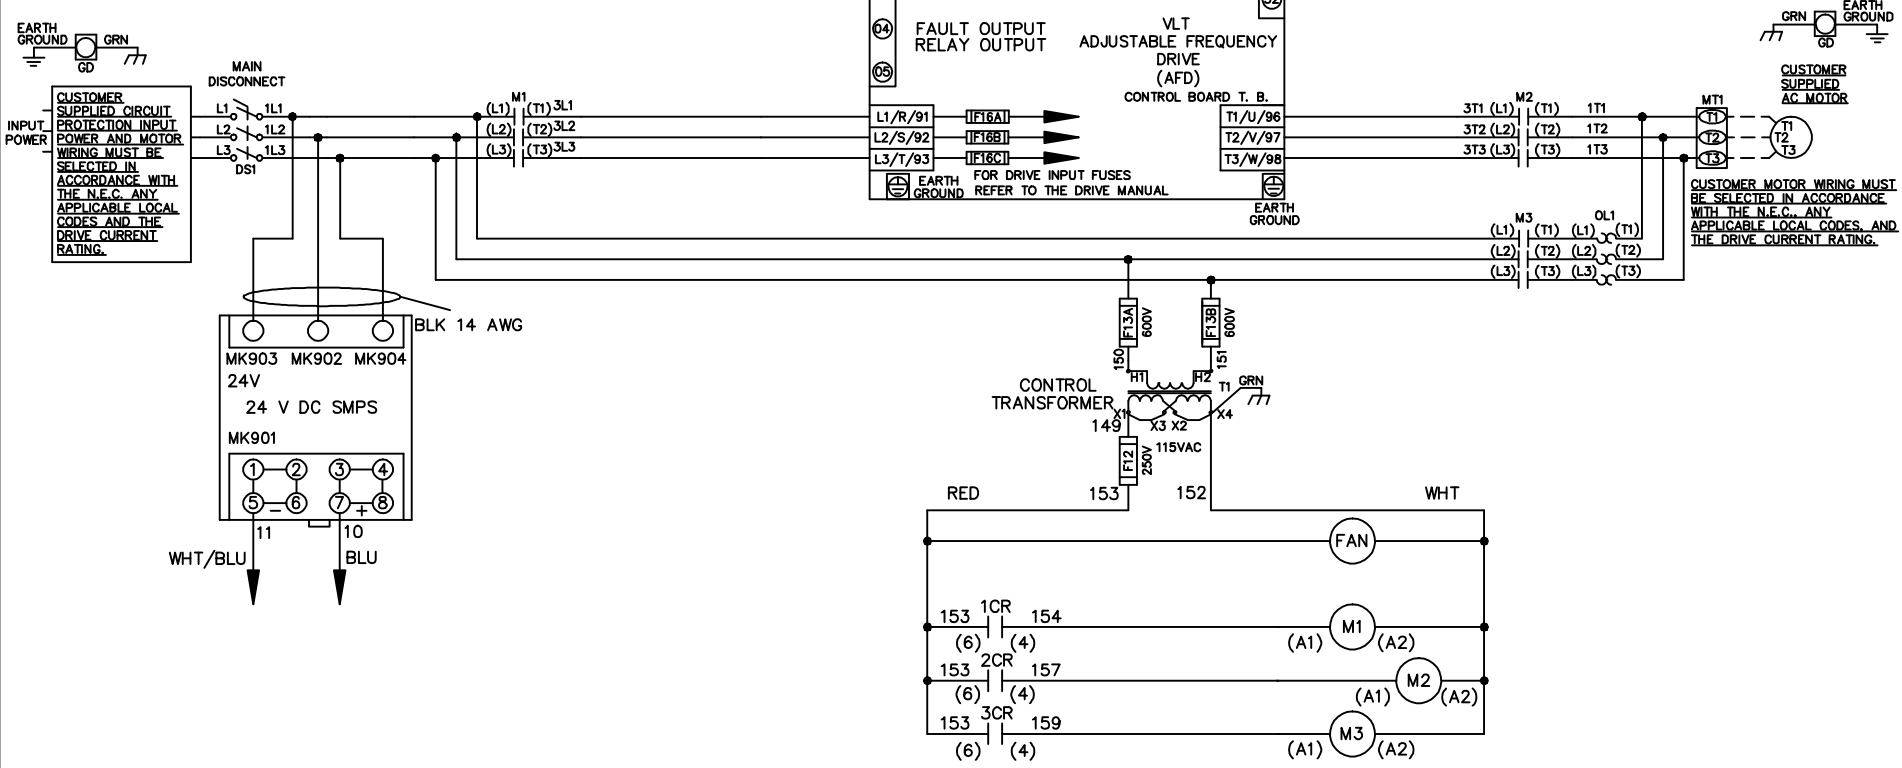 EARTH
GROUND
GRN
GD
MAIN
DISCONNECT
CUSTOMER
SUPPLIED CIRCUIT
PROTECTION INPUT
POWER AND MOTOR
WIRING MUST BE
SELECTED IN
ACCORDANCE WITH
THE N.E.C. ANY
APPLICABLE LOCAL
CODES AND THE
DRIVE CURRENT
RATING.
INPUT
POWER
L1 1L1
L2 1L2
L3 1L3
DS1
M1
(L1) (T1) 3L1
(L2) (T2) 3L2
(L3) (T3) 3L3
04
05
FAULT OUTPUT
RELAY OUTPUT
VLT
ADJUSTABLE FREQUENCY
DRIVE
(AFD)
CONTROL BOARD T. B.
L1/R/91 F16A
L2/S/92 F16B
L3/T/93 F16C
T1/U/96
T2/V/97
T3/W/98
EARTH
GROUND
FOR DRIVE INPUT FUSES
REFER TO THE DRIVE MANUAL
EARTH
GROUND
M2
3T1 (L1) (T1) 1T1
3T2 (L2) (T2) 1T2
3T3 (L3) (T3) 1T3
M3 OL1
(L1) (T1) (L1) (T1)
(L2) (T2) (L2) (T2)
(L3) (T3) (L3) (T3)
GRN
GD
EARTH
GROUND
CUSTOMER
SUPPLIED
AC MOTOR
MT1
T1
T2
T3
T1
T2
T3
CUSTOMER MOTOR WIRING MUST
BE SELECTED IN ACCORDANCE
WITH THE N.E.C., ANY
APPLICABLE LOCAL CODES, AND
THE DRIVE CURRENT RATING.
BLK 14 AWG
MK903 MK902 MK904
24V
24 V DC SMPS
MK901
1 2 3 4
5 − 6 7 + 8
11 10
WHT/BLU BLU
F13A 600V
F13B 600V
150 151
H1 H2
CONTROL
TRANSFORMER
T1 GRN
X1 X3 X2 X4
149
115VAC
F12 250V
RED 153 152 WHT
FAN
153 1CR 154 M1
(6) (4) (A1) (A2)
153 2CR 157 M2
(6) (4) (A1) (A2)
153 3CR 159 M3
(6) (4) (A1) (A2)